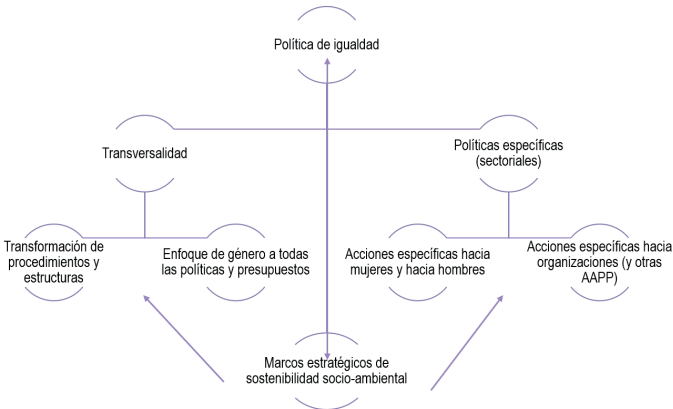 Política de igualdad
Transversalidad
Políticas específicas
(sectoriales)
Transformación de
procedimientos y
estructuras
Enfoque de género a todas
las políticas y presupuestos
Acciones específicas hacia
mujeres y hacia hombres
Acciones específicas hacia
organizaciones (y otras
AAPP)
Marcos estratégicos de
sostenibilidad socio-ambiental